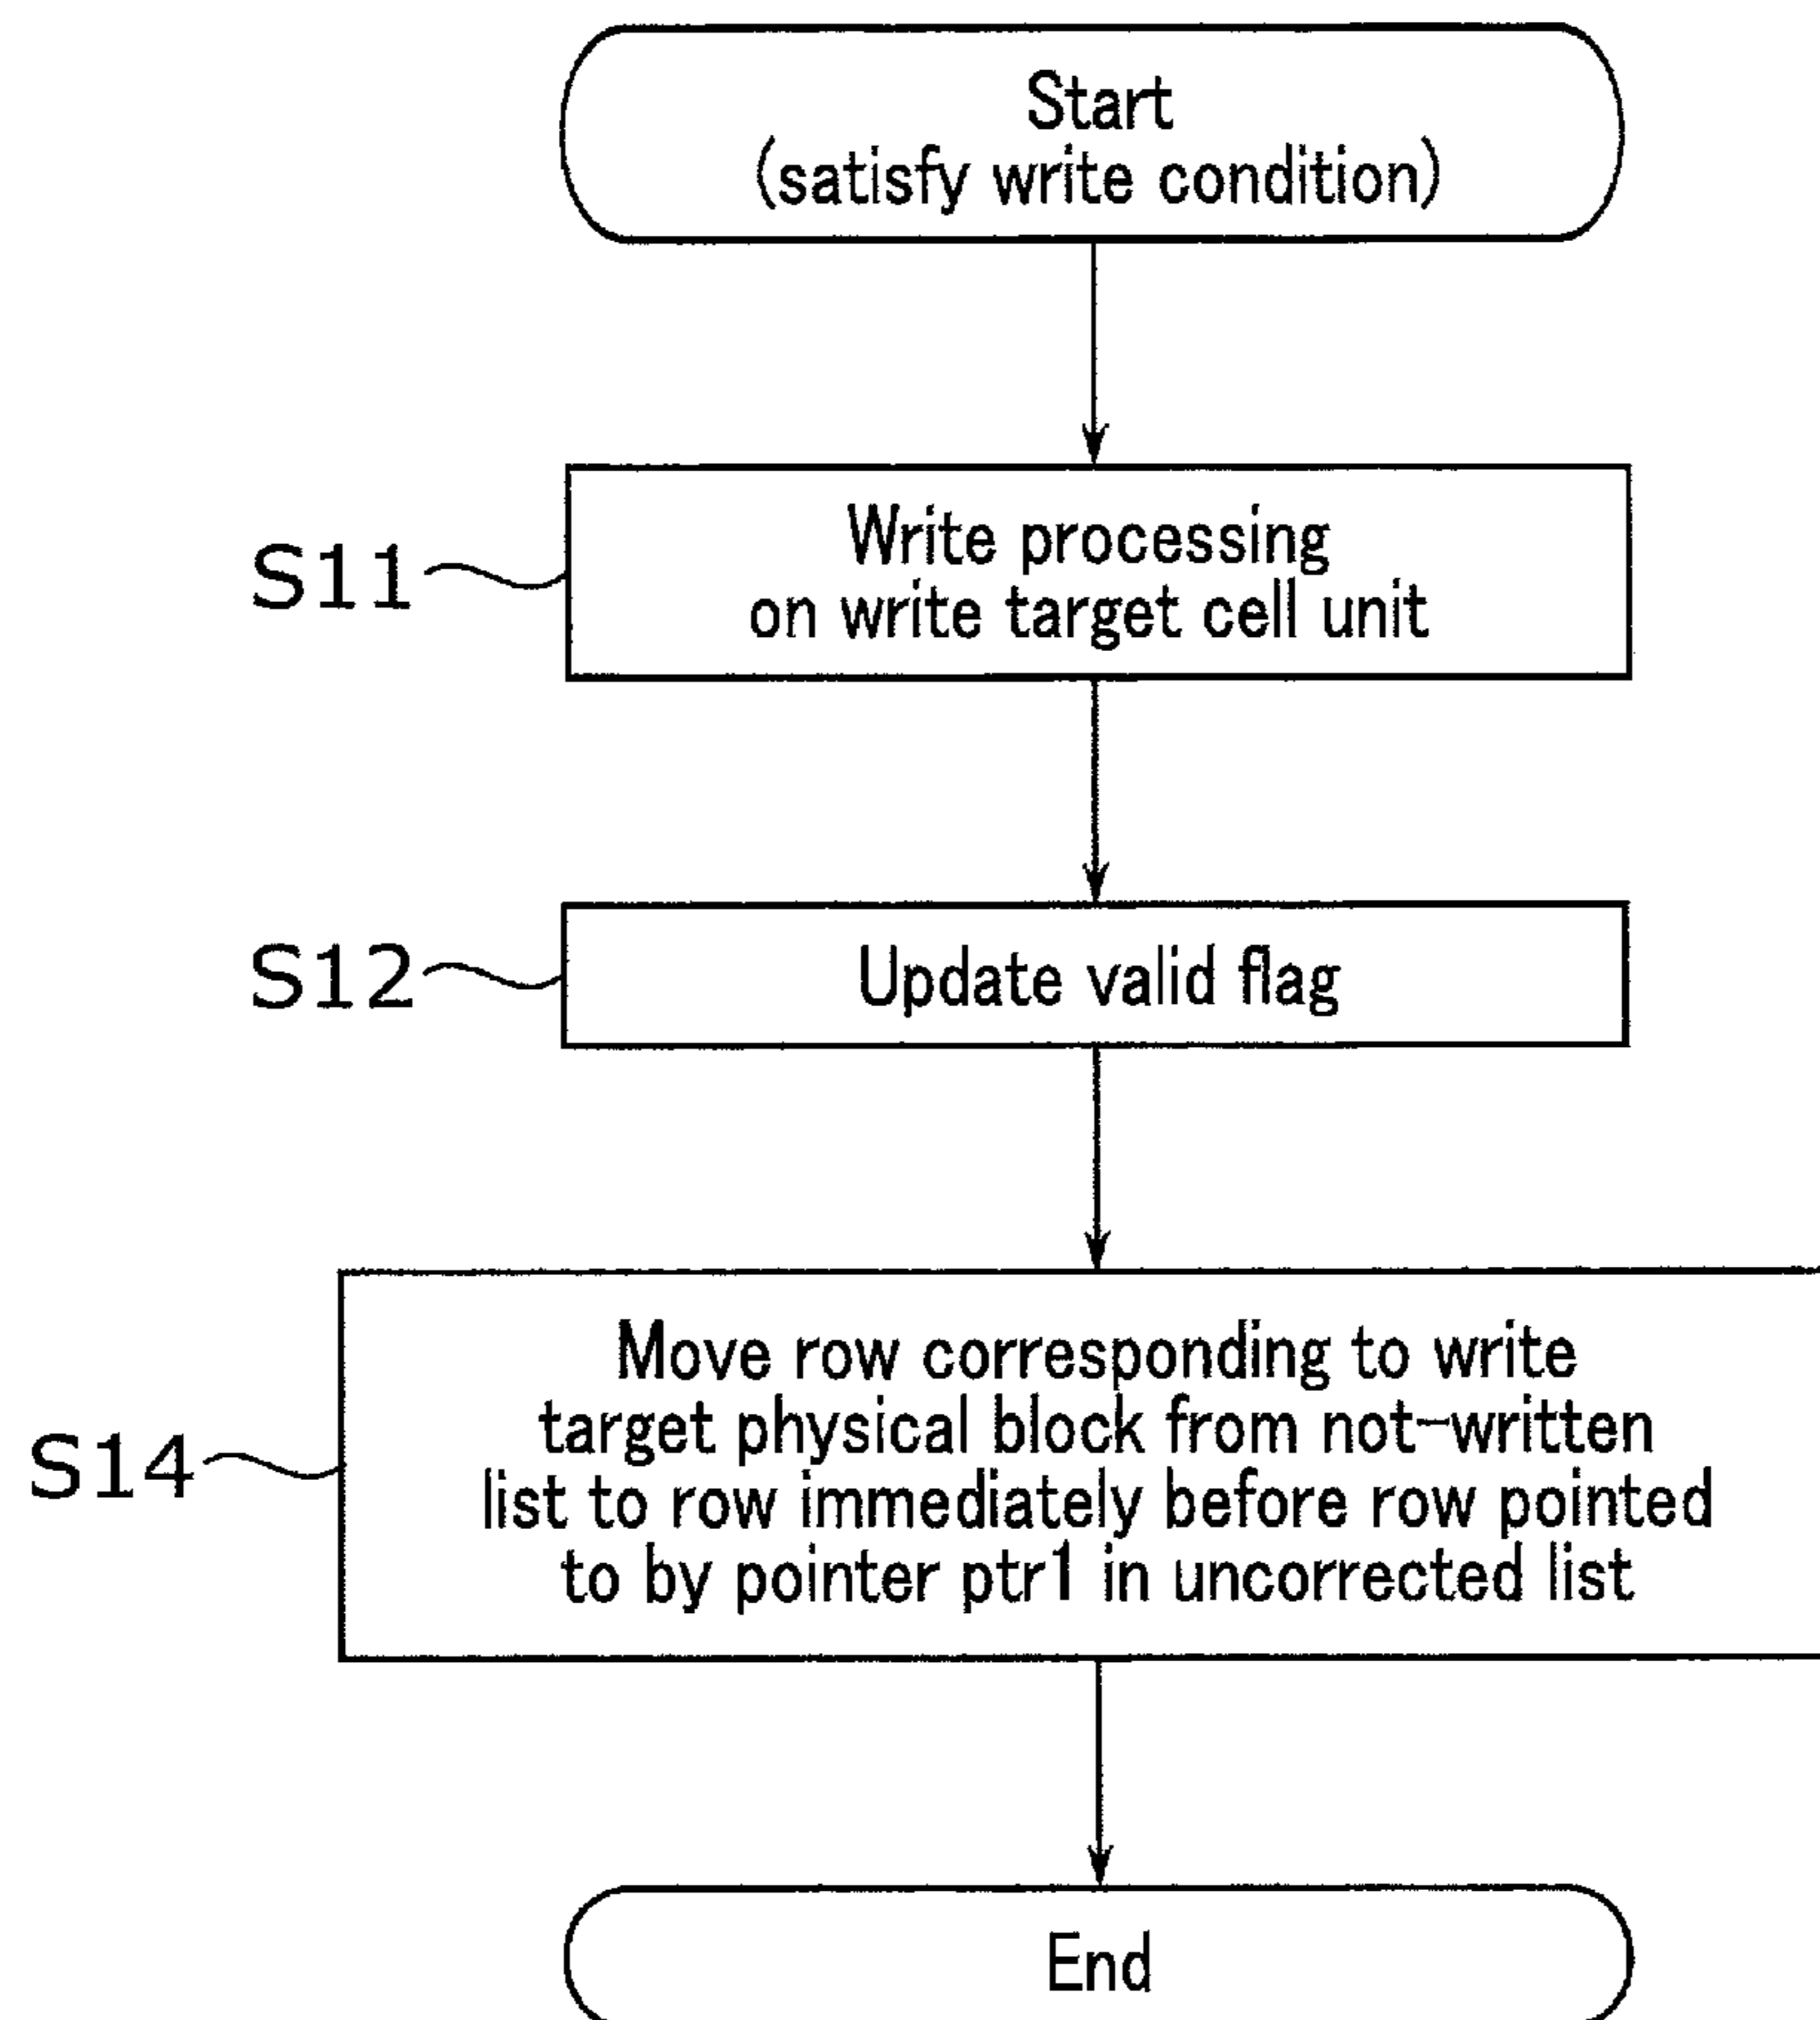 Start
(satisfy write condition)
S11
Write processing
on write target cell unit
S12
Update valid flag
S14
Move row corresponding to write
target physical block from not-written
list to row immediately before row pointed
to by pointer ptr1 in uncorrected list
End